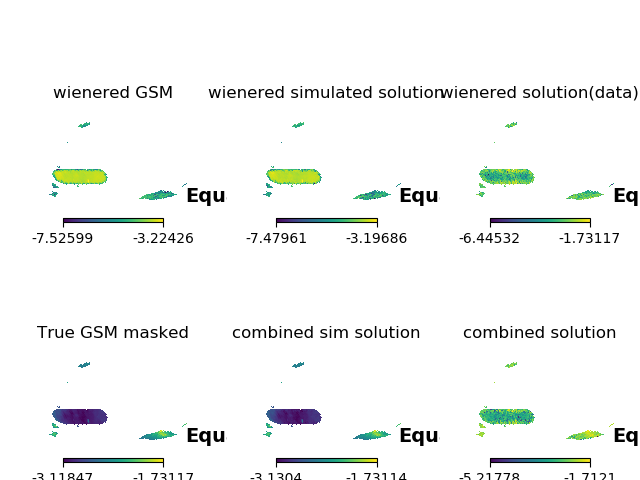 wienered GSM
wienered simulated solution
wienered solution(data)
Equ
Equ
Eq
-7.52599 -3.22426
-7.47961 -3.19686
-6.44532 -1.73117
True GSM masked
combined sim solution
combined solution
Equ
Equ
Eq
-3.11847 -1.73117
-3.1304 -1.73114
-5.21778 -1.7121